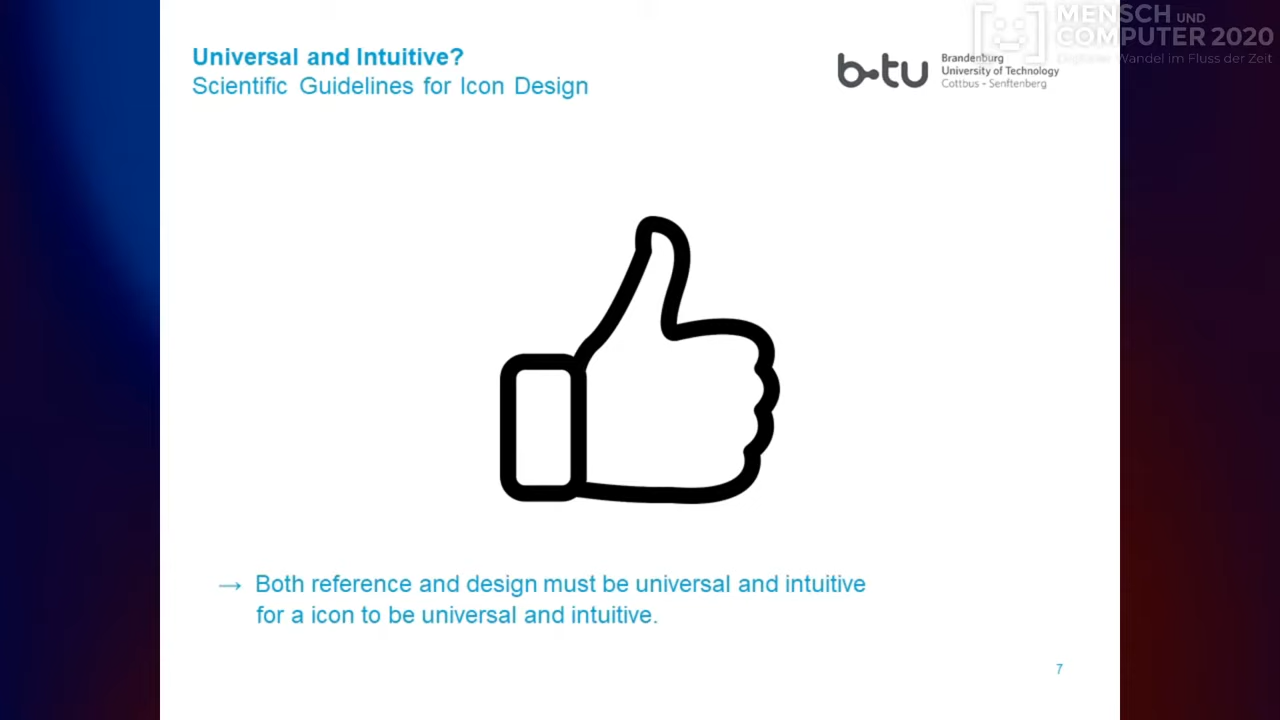 MENSCH UND
COMPUTER 2020
Digitaler Wandel im Fluss der Zeit
Universal and Intuitive?
Scientific Guidelines for Icon Design
b-tu
Brandenburg
University of Technology
Cottbus - Senftenberg
→ Both reference and design must be universal and intuitive
for a icon to be universal and intuitive.
7